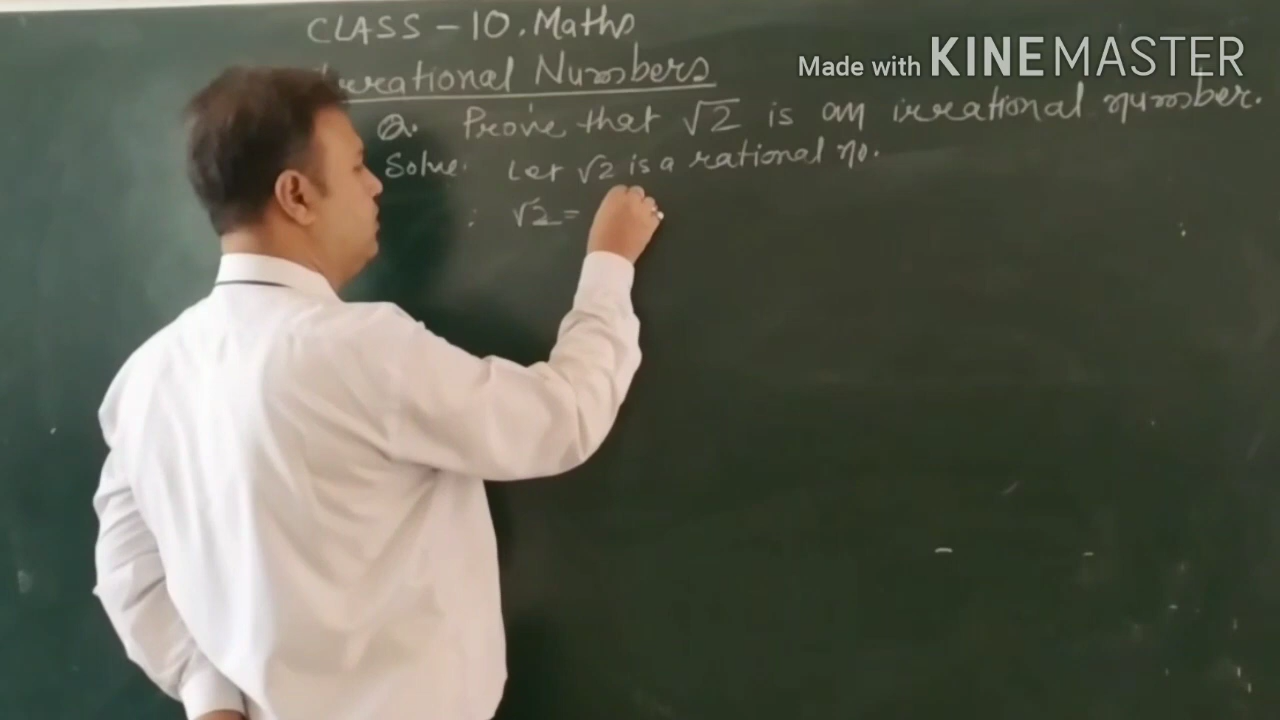 CLASS - 10. Maths
Made with KINEMASTER
Irrational Numbers
Q. Prove that √2 is an irrational number.
Solve. Let √2 is a rational no.
: √2 =